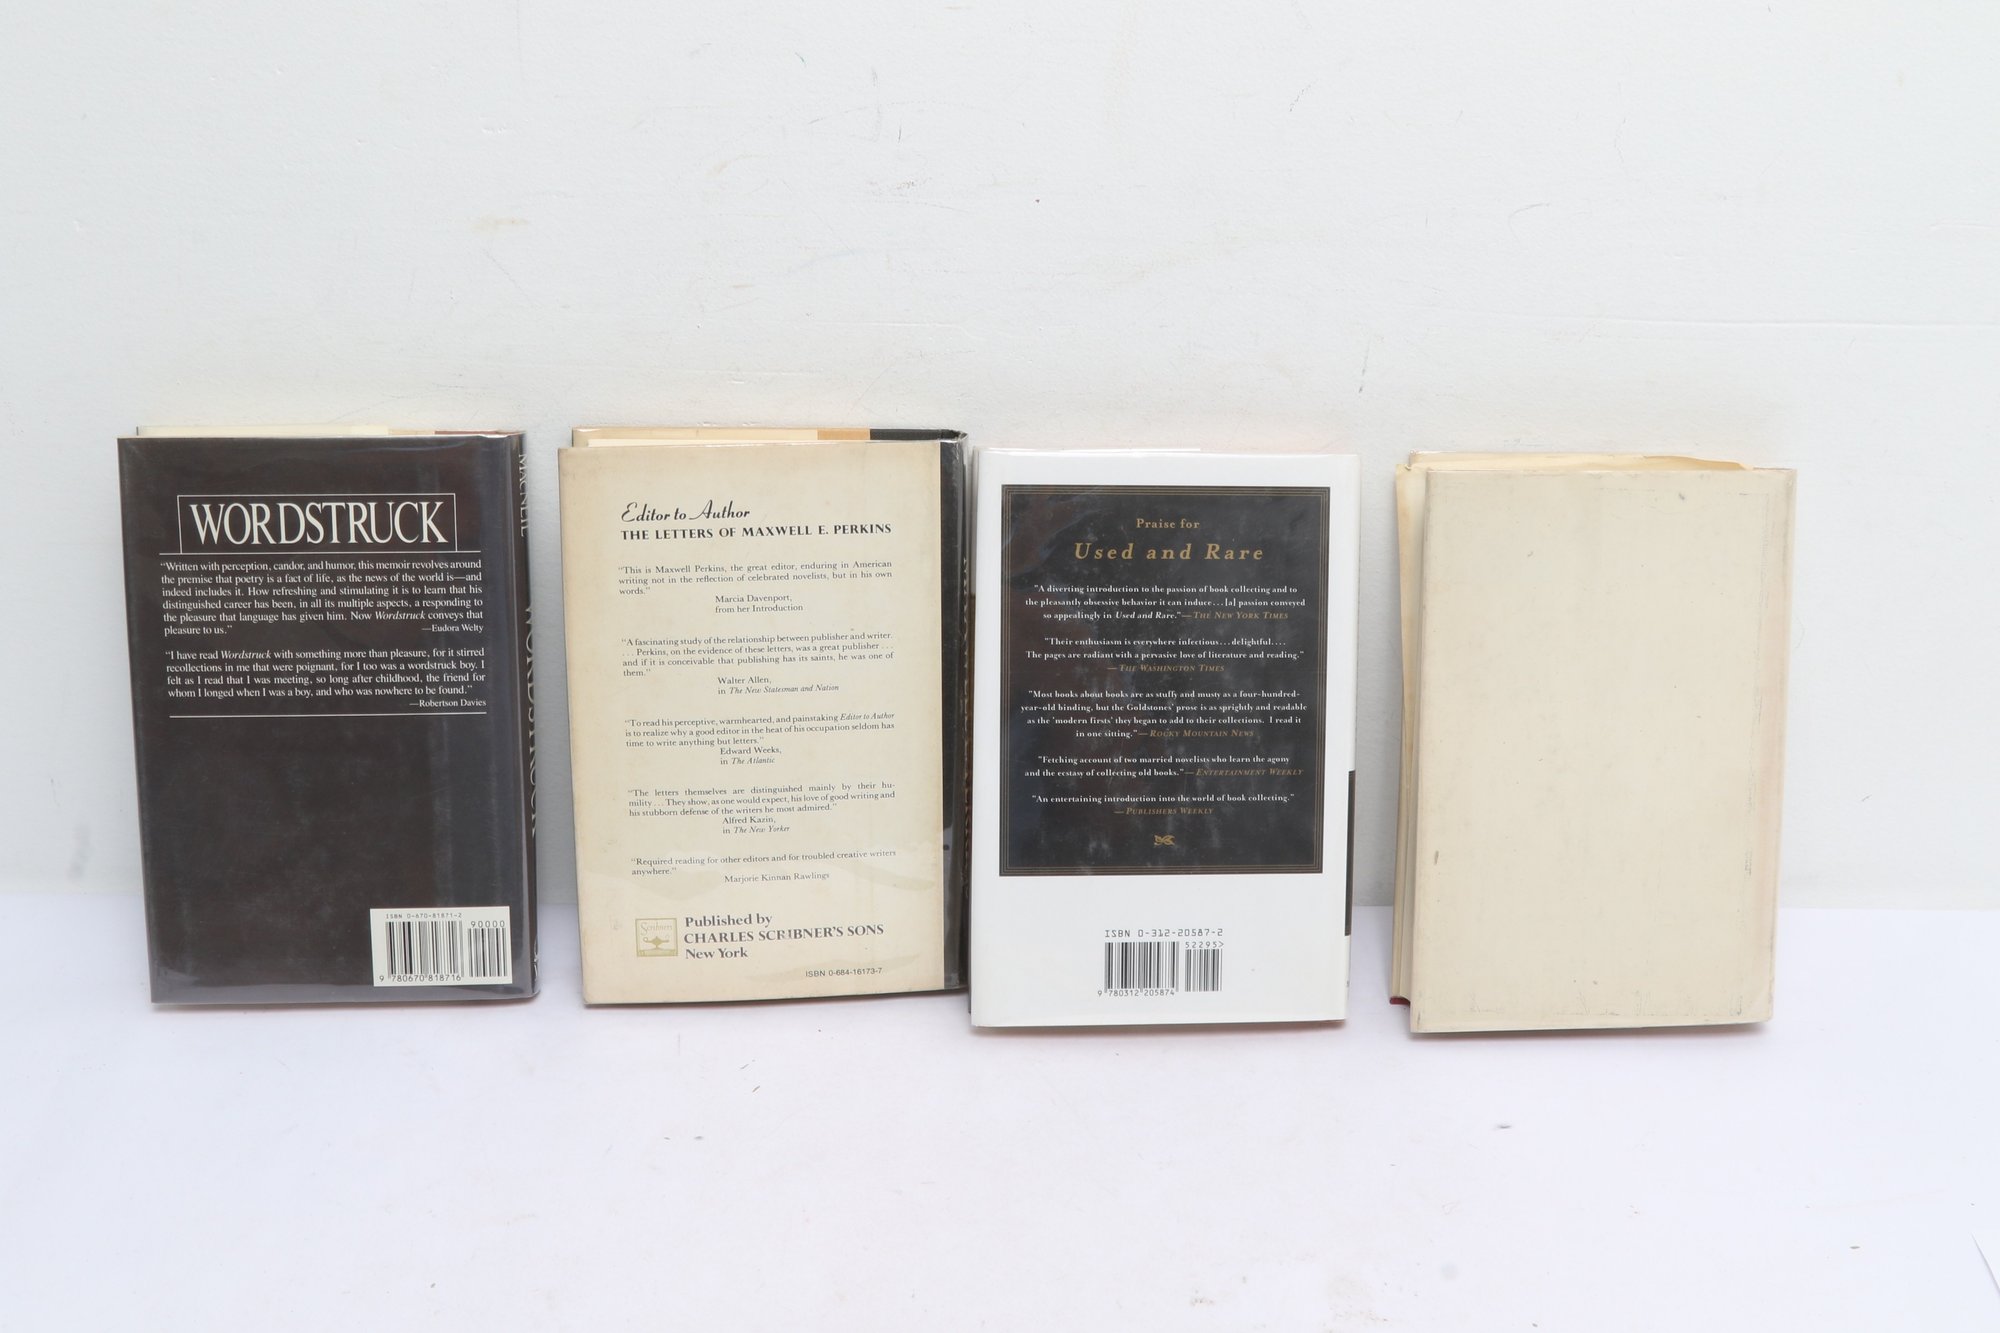 WORDSTRUCK
"Written with perception, candor, and humor, this memoir revolves around
the premise that poetry is a fact of life, as the news of the world is—and
indeed includes it. How refreshing and stimulating it is to learn that his
distinguished career has been, in all its multiple aspects, a responding to
the pleasure that language has given him. Now Wordstruck conveys that
pleasure to us."
—Eudora Welty
"I have read Wordstruck with something more than pleasure, for it stirred
recollections in me that were poignant, for I too was a wordstruck boy. I
felt as I read that I was meeting, so long after childhood, the friend for
whom I longed when I was a boy, and who was nowhere to be found."
—Robertson Davies
ISBN 0-670-81871-2
90000
9 780670 818716
MACNEIL
WORDSTRUCK
Editor to Author
THE LETTERS OF MAXWELL E. PERKINS
"This is Maxwell Perkins, the great editor, enduring in American
writing not in the reflection of celebrated novelists, but in his own
words."
Marcia Davenport,
from her Introduction
"A fascinating study of the relationship between publisher and writer.
. . . Perkins, on the evidence of these letters, was a great publisher . . .
and if it is conceivable that publishing has its saints, he was one of
them."
Walter Allen,
in The New Statesman and Nation
"To read his perceptive, warmhearted, and painstaking Editor to Author
is to realize why a good editor in the heat of his occupation seldom has
time to write anything but letters."
Edward Weeks,
in The Atlantic
"The letters themselves are distinguished mainly by their hu-
mility . . . They show, as one would expect, his love of good writing and
his stubborn defense of the writers he most admired."
Alfred Kazin,
in The New Yorker
"Required reading for other editors and for troubled creative writers
anywhere."
Marjorie Kinnan Rawlings
Scribners
Published by
CHARLES SCRIBNER'S SONS
New York
ISBN 0-684-16173-7
Praise for
Used and Rare
"A diverting introduction to the passion of book collecting and to
the pleasantly obsessive behavior it can induce . . . [a] passion conveyed
so appealingly in Used and Rare."—THE NEW YORK TIMES
"Their enthusiasm is everywhere infectious . . . delightful. . . .
The pages are radiant with a pervasive love of literature and reading."
—THE WASHINGTON TIMES
"Most books about books are as stuffy and musty as a four-hundred-
year-old binding, but the Goldstones' prose is as sprightly and readable
as the 'modern firsts' they began to add to their collections. I read it
in one sitting."—ROCKY MOUNTAIN NEWS
"Fetching account of two married novelists who learn the agony
and the ecstasy of collecting old books."—ENTERTAINMENT WEEKLY
"An entertaining introduction into the world of book collecting."
—PUBLISHERS WEEKLY
ISBN 0-312-20587-2
52295>
9 780312 205874